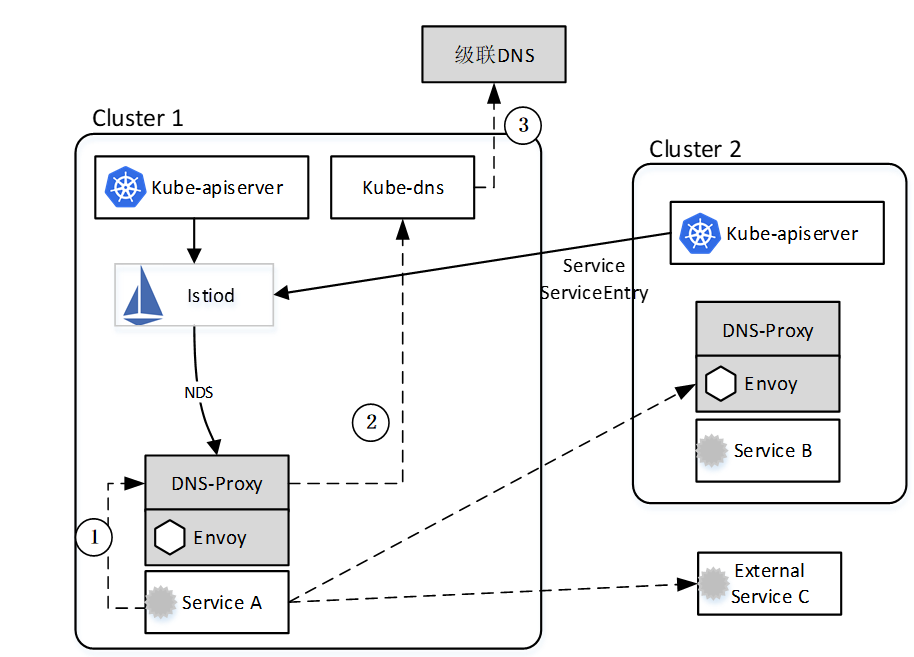 级联DNS
Cluster 1
3
Cluster 2
Kube-apiserver
Kube-dns
Kube-apiserver
Istiod
Service
ServiceEntry
DNS-Proxy
NDS
Envoy
2
Service B
DNS-Proxy
1
Envoy
External
Service C
Service A